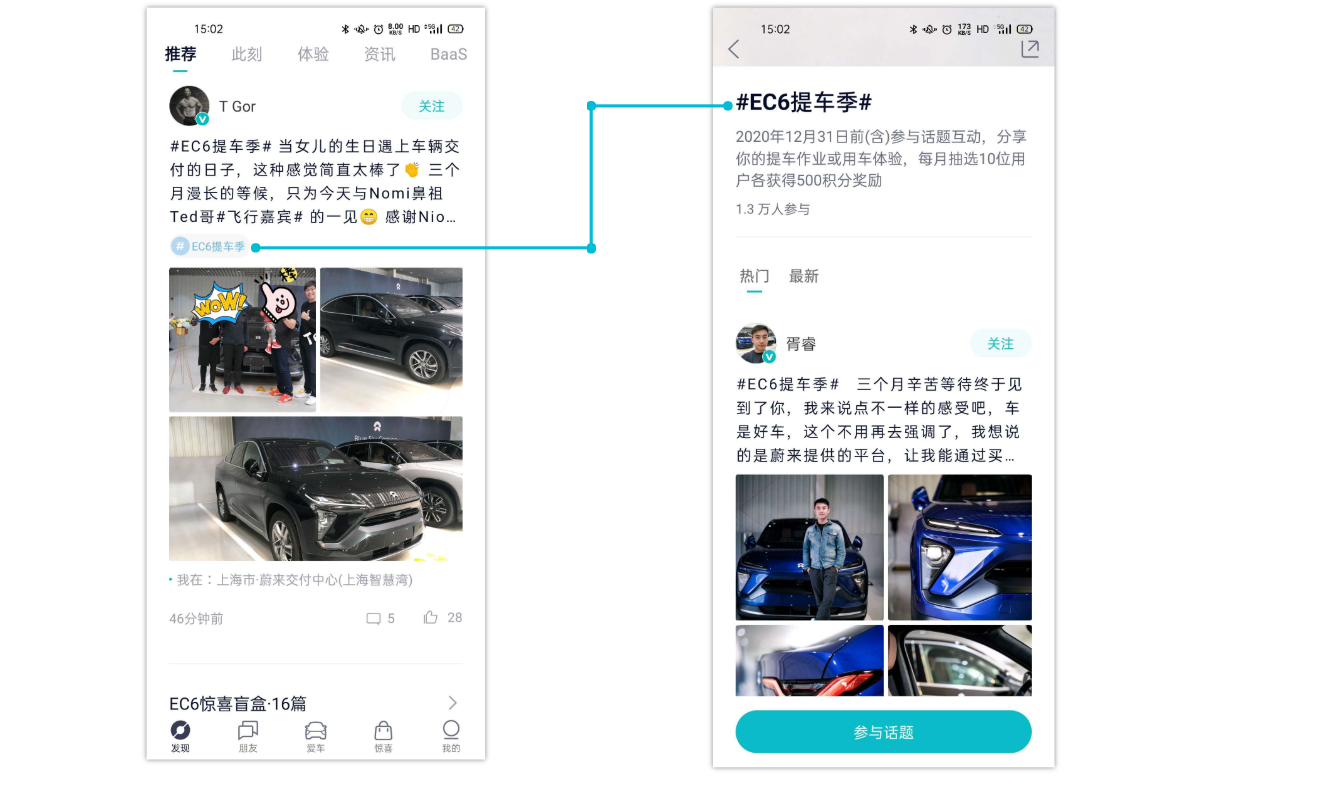 15:02
8.00
KB/S
HD
5G
42
推荐
此刻
体验
资讯
BaaS
T Gor
关注
#EC6提车季# 当女儿的生日遇上车辆交
付的日子，这种感觉简直太棒了👏 三个
月漫长的等候，只为今天与Nomi鼻祖
Ted哥#飞行嘉宾# 的一见😁 感谢Nio…
# EC6提车季
WOW!
我在：上海市·蔚来交付中心(上海智慧湾)
46分钟前
5
28
EC6惊喜盲盒·16篇
发现
朋友
爱车
惊喜
我的
15:02
173
KB/S
HD
5G
42
#EC6提车季#
2020年12月31日前(含)参与话题互动，分享
你的提车作业或用车体验，每月抽选10位用
户各获得500积分奖励
1.3 万人参与
热门
最新
胥睿
关注
#EC6提车季# 三个月辛苦等待终于见
到了你，我来说点不一样的感受吧，车
是好车，这个不用再去强调了，我想说
的是蔚来提供的平台，让我能通过买…
参与话题